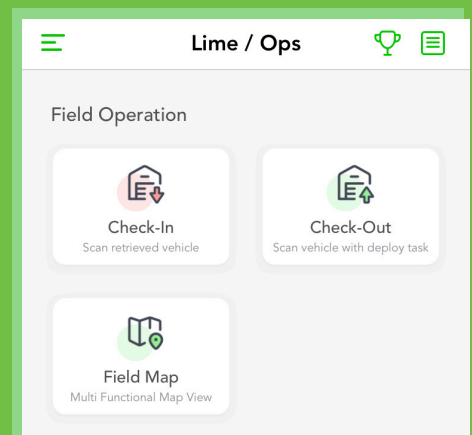 Lime / Ops
Field Operation
Check-In
Scan retrieved vehicle
Check-Out
Scan vehicle with deploy task
Field Map
Multi Functional Map View